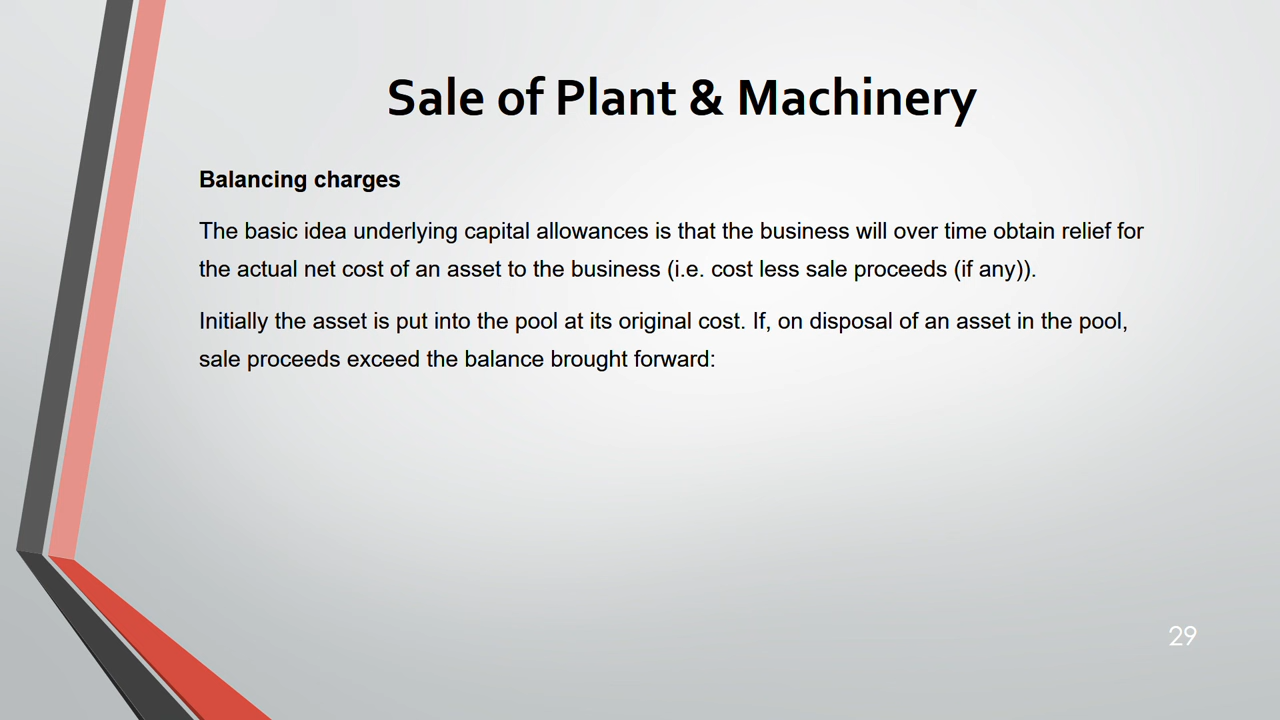 Sale of Plant & Machinery
Balancing charges
The basic idea underlying capital allowances is that the business will over time obtain relief for
the actual net cost of an asset to the business (i.e. cost less sale proceeds (if any)).
Initially the asset is put into the pool at its original cost. If, on disposal of an asset in the pool,
sale proceeds exceed the balance brought forward:
29